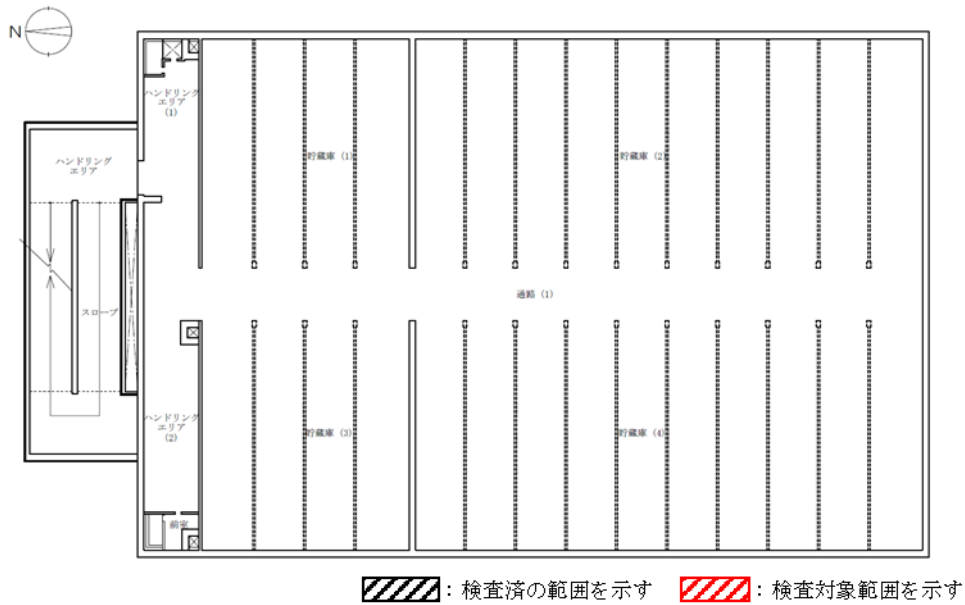 N
ハンドリング
エリア
(1)
ハンドリング
エリア
貯蔵庫 (1)
貯蔵庫 (2)
通路 (1)
スロープ
ハンドリング
エリア
(2)
貯蔵庫 (3)
貯蔵庫 (4)
前室
：検査済の範囲を示す
：検査対象範囲を示す